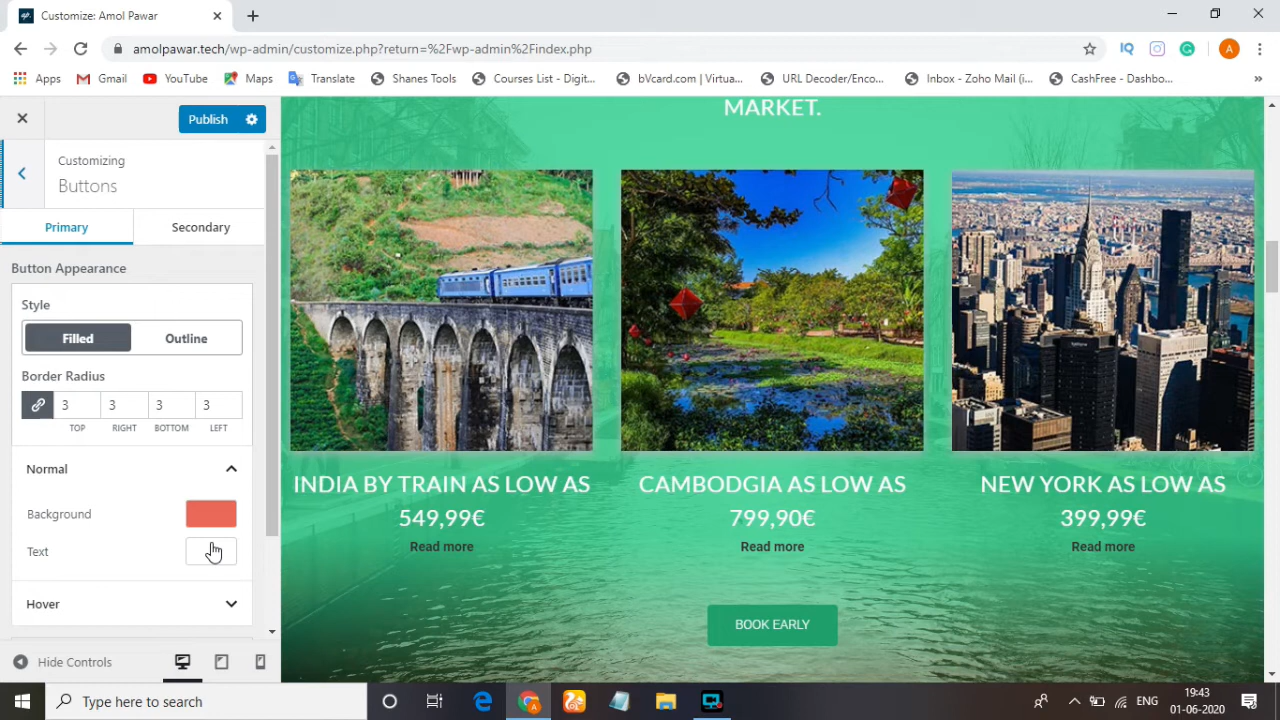 Customize: Amol Pawar
amolpawar.tech/wp-admin/customize.php?return=%2Fwp-admin%2Findex.php
A
Apps Gmail YouTube Maps Translate Shanes Tools Courses List - Digit... bVcard.com | Virtua... URL Decoder/Enco... Inbox - Zoho Mail (i... CashFree - Dashbo... »
Publish
Customizing
Buttons
Primary Secondary
Button Appearance
Style
Filled Outline
Border Radius
3 3 3 3
TOP RIGHT BOTTOM LEFT
Normal
Background
Text
Hover
Hide Controls
MARKET.
INDIA BY TRAIN AS LOW AS
549,99€
Read more
CAMBODGIA AS LOW AS
799,90€
Read more
NEW YORK AS LOW AS
399,99€
Read more
BOOK EARLY
Type here to search
ENG
19:43
01-06-2020